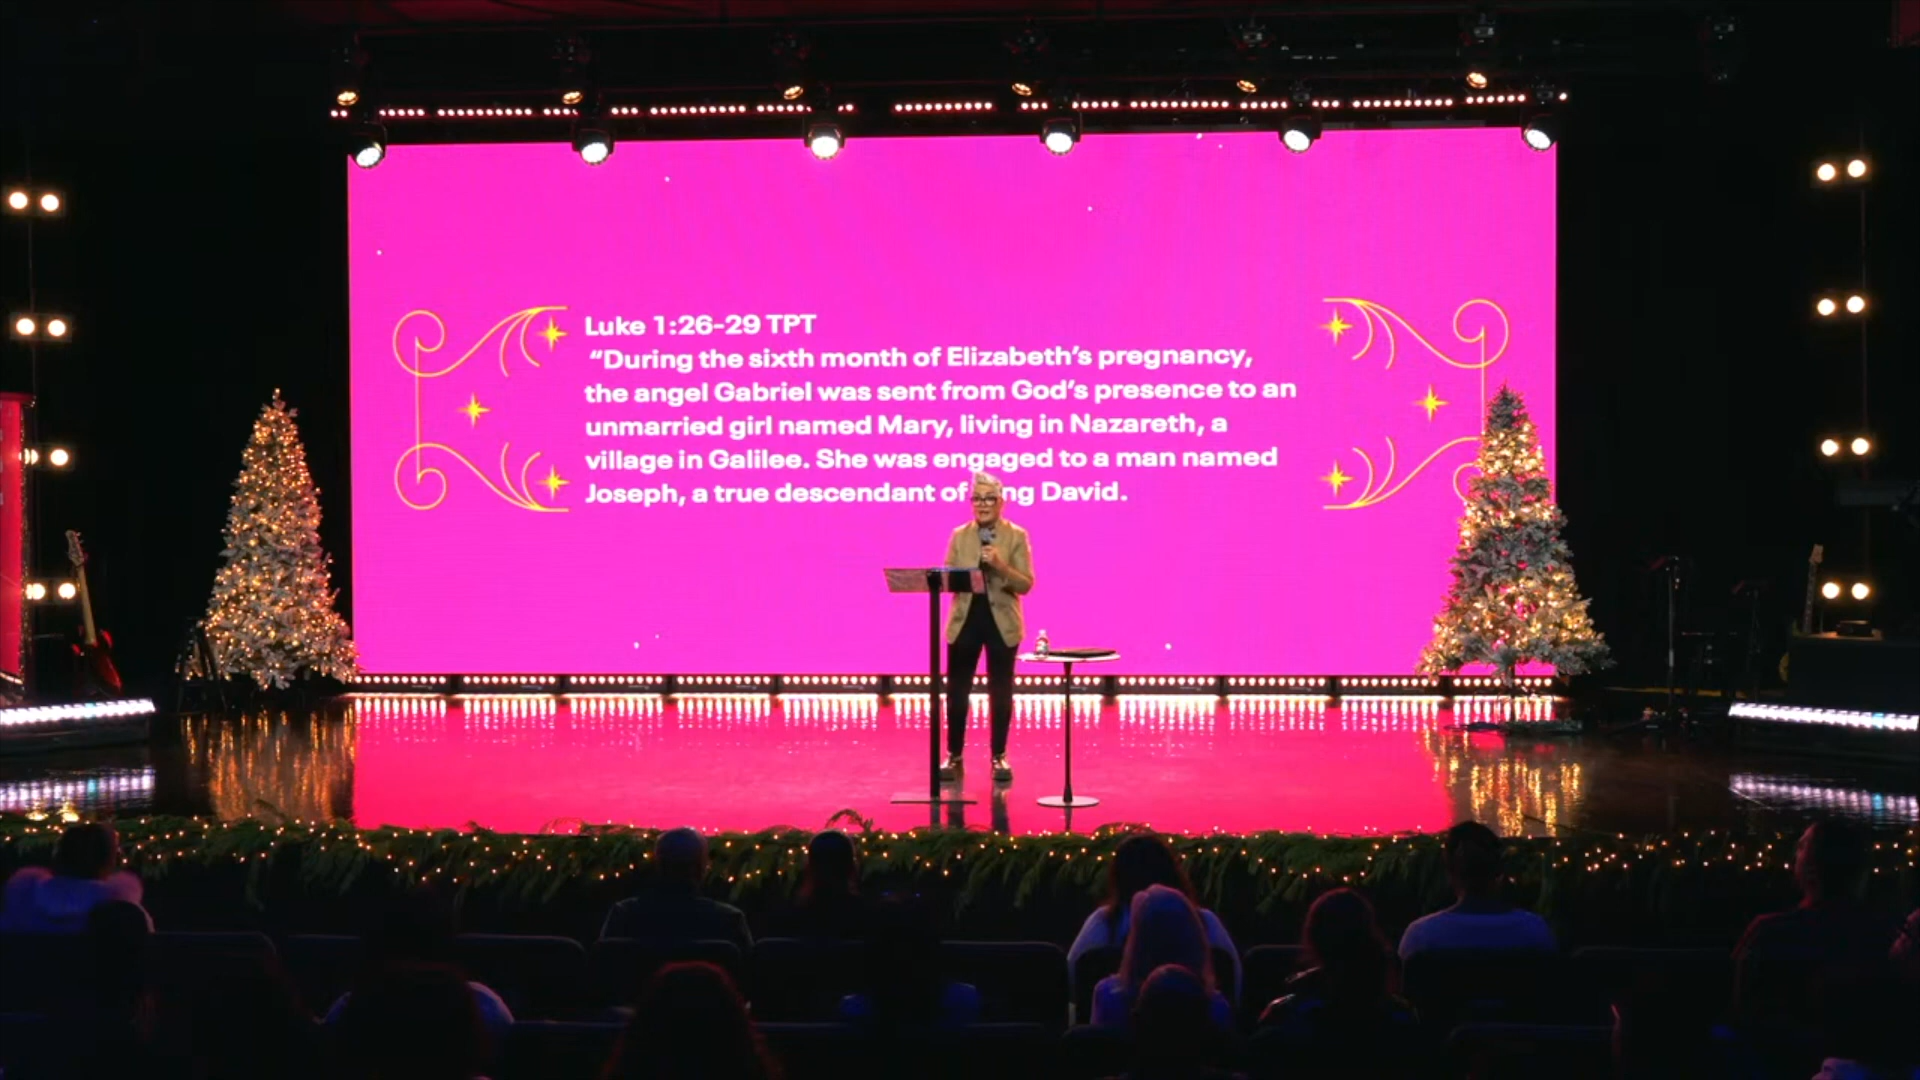 Luke 1:26-29 TPT
“During the sixth month of Elizabeth’s pregnancy,
the angel Gabriel was sent from God’s presence to an
unmarried girl named Mary, living in Nazareth, a
village in Galilee. She was engaged to a man named
Joseph, a true descendant of ng David.